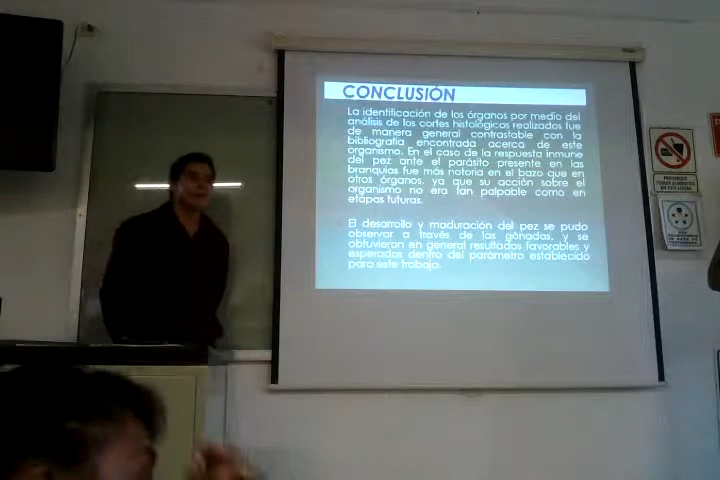 CONCLUSIÓN
La identificación de los órganos por medio del
análisis de los cortes histológicos realizados fue
de manera general contrastable con la
bibliografía encontrada acerca de este
organismo. En el caso de la respuesta inmune
del pez ante el parásito presente en las
branquias fue más notoria en el bazo que en
otros órganos, ya que su acción sobre el
organismo no era tan palpable como en
etapas futuras.
El desarrollo y maduración del pez se pudo
observar a través de las gónadas, y se
obtuvieron en general resultados favorables y
esperados dentro del parámetro establecido
para este trabajo.
PROHIBIDO
TOMAR ALIMENTOS
EN ESTE LUGAR